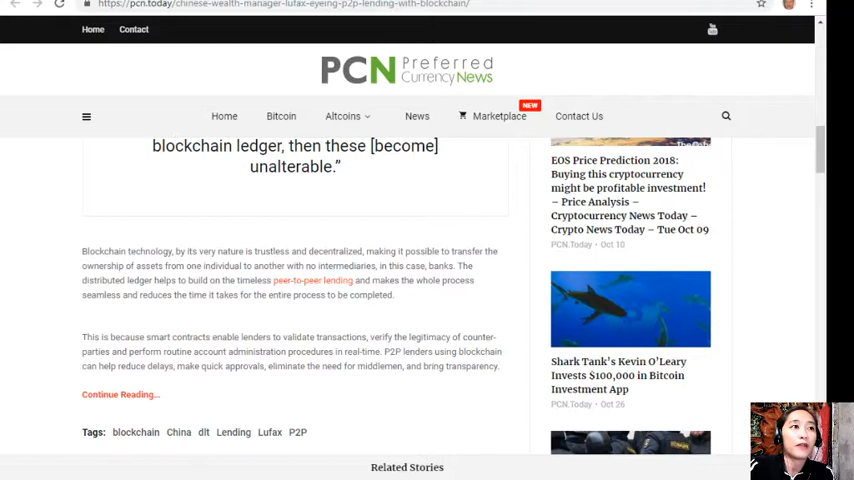 https://pcn.today/chinese-wealth-manager-lufax-eyeing-p2p-lending-with-blockchain/
Home Contact
PCN Preferred
Currency News
NEW
Home Bitcoin Altcoins News Marketplace Contact Us
blockchain ledger, then these [become]
unalterable.”
Blockchain technology, by its very nature is trustless and decentralized, making it possible to transfer the
ownership of assets from one individual to another with no intermediaries, in this case, banks. The
distributed ledger helps to build on the timeless peer-to-peer lending and makes the whole process
seamless and reduces the time it takes for the entire process to be completed.
This is because smart contracts enable lenders to validate transactions, verify the legitimacy of counter-
parties and perform routine account administration procedures in real-time. P2P lenders using blockchain
can help reduce delays, make quick approvals, eliminate the need for middlemen, and bring transparency.
Continue Reading...
Tags: blockchain China dlt Lending Lufax P2P
EOS Price Prediction 2018:
Buying this cryptocurrency
might be profitable investment!
– Price Analysis –
Cryptocurrency News Today –
Crypto News Today – Tue Oct 09
PCN.Today - Oct 10
Shark Tank's Kevin O'Leary
Invests $100,000 in Bitcoin
Investment App
PCN.Today - Oct 26
Related Stories